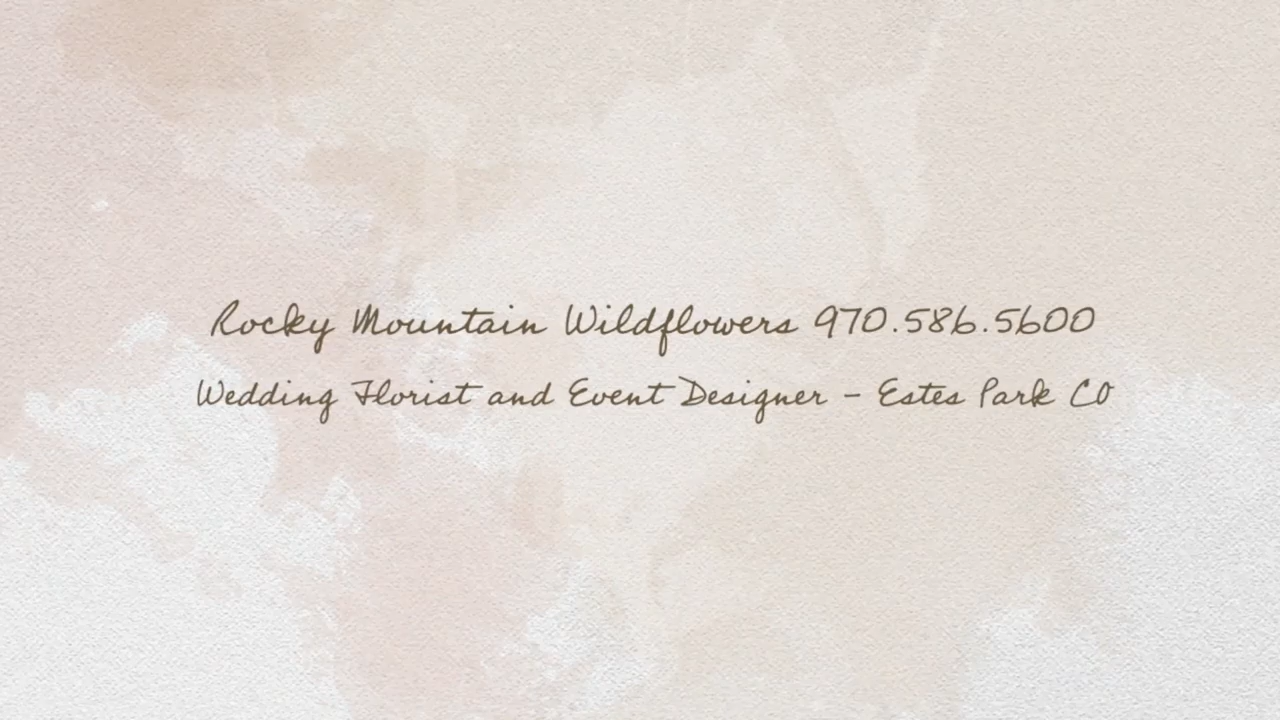 Rocky Mountain Wildflowers 970.586.5600
Wedding Florist and Event Designer - Estes Park CO